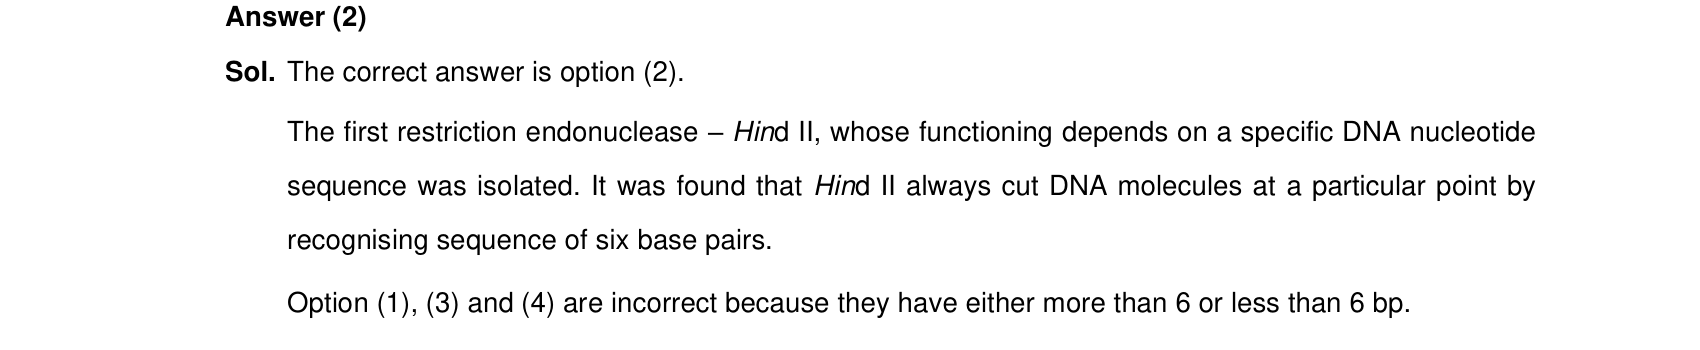 Answer (2)
Sol. The correct answer is option (2).
The first restriction endonuclease – Hind II, whose functioning depends on a specific DNA nucleotide
sequence was isolated. It was found that Hind II always cut DNA molecules at a particular point by
recognising sequence of six base pairs.
Option (1), (3) and (4) are incorrect because they have either more than 6 or less than 6 bp.